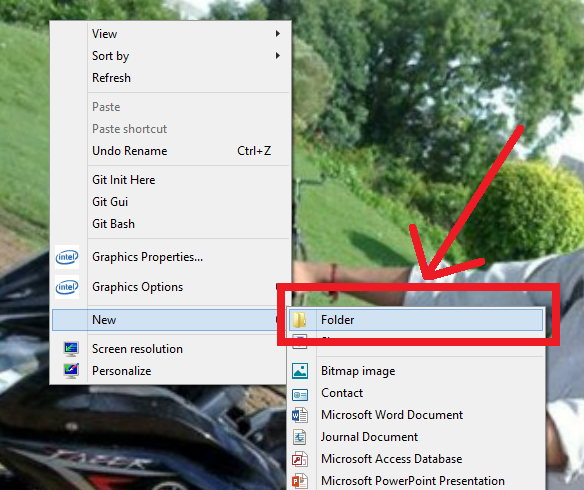 View
Sort by
Refresh
Paste
Paste shortcut
Undo Rename Ctrl+Z
Git Init Here
Git Gui
Git Bash
intel Graphics Properties...
intel Graphics Options
New
Screen resolution
Personalize
Folder
Bitmap image
Contact
Microsoft Word Document
Journal Document
Microsoft Access Database
Microsoft PowerPoint Presentation